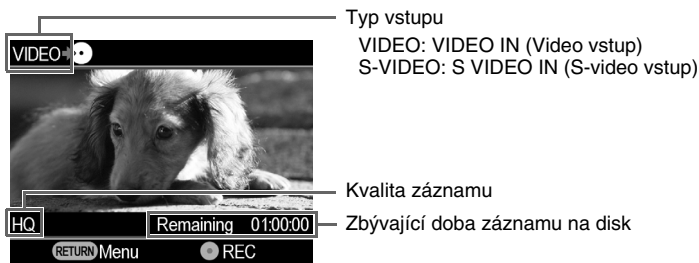 Typ vstupu
VIDEO: VIDEO IN (Video vstup)
S-VIDEO: S VIDEO IN (S-video vstup)
VIDEO
Kvalita záznamu
HQ
Remaining 01:00:00
Zbývající doba záznamu na disk
RETURN Menu
REC